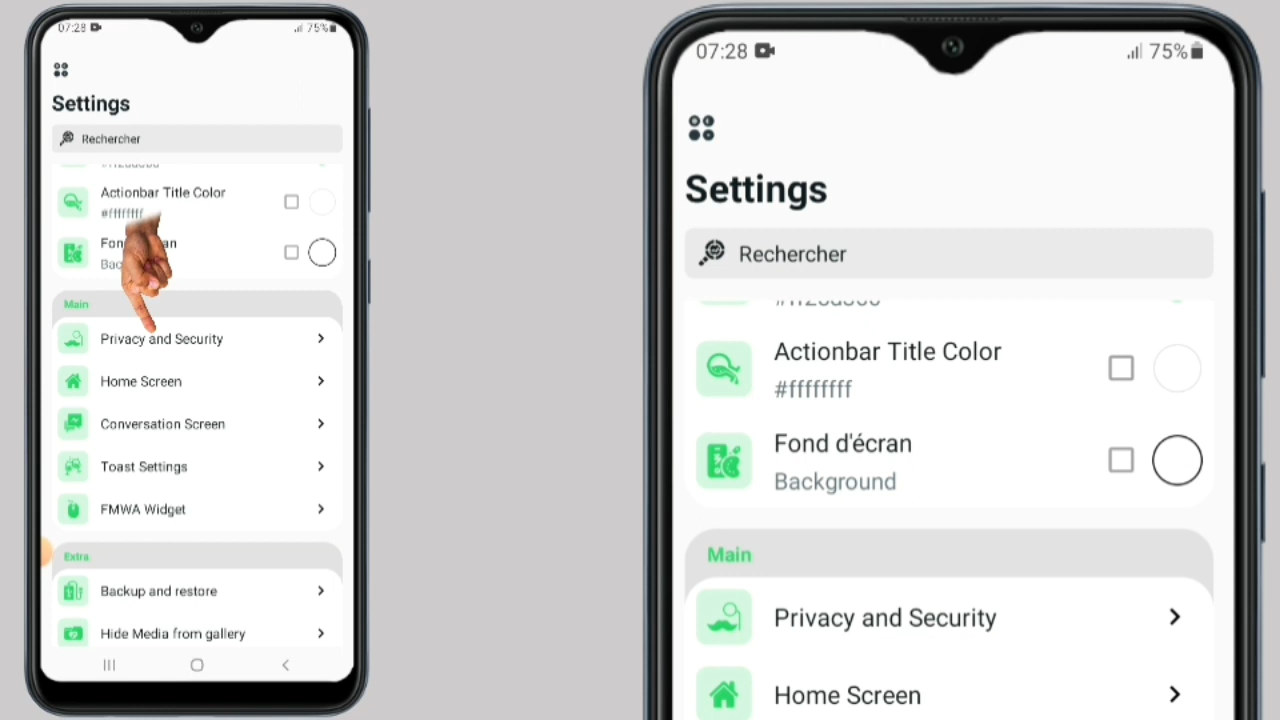 07:28
75%
Settings
Rechercher
Actionbar Title Color
#ffffffff
Main
Privacy and Security
Home Screen
Conversation Screen
Toast Settings
FMWA Widget
Extra
Backup and restore
Hide Media from gallery
07:28
75%
Settings
Rechercher
Actionbar Title Color
#ffffffff
Fond d'écran
Background
Main
Privacy and Security
Home Screen